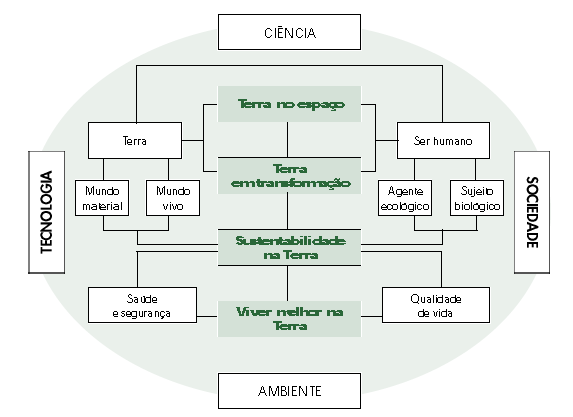 CIÊNCIA
Terra no espaço
Terra
Ser humano
Terra
em transformação
TECNOLOGIA
Mundo
material
Mundo
vivo
Agente
ecológico
Sujeito
biológico
SOCIEDADE
Sustentabilidade
na Terra
Saúde
e segurança
Viver melhor na
Terra
Qualidade
de vida
AMBIENTE